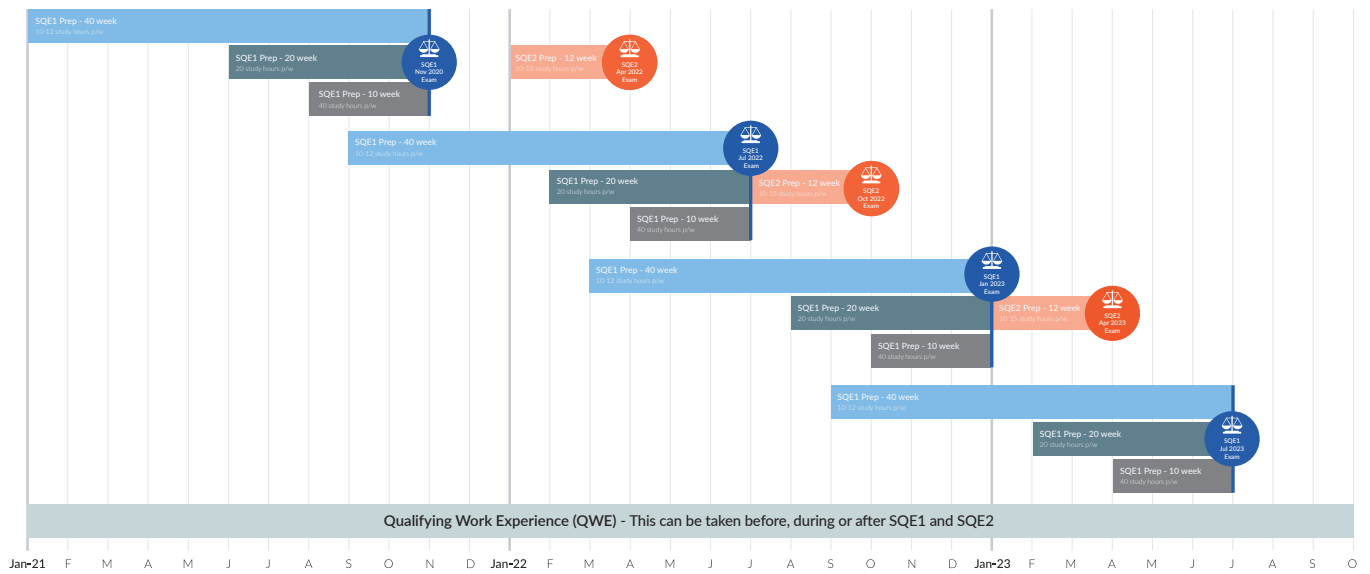 SQE1 Prep - 40 week
10-12 study hours p/w
SQE1 Prep - 20 week
20 study hours p/w
SQE1
Nov 2020
Exam
SQE2 Prep - 12 week
10-15 study hours p/w
SQE2
Apr 2022
Exam
SQE1 Prep - 10 week
40 study hours p/w
SQE1 Prep - 40 week
10-12 study hours p/w
SQE1
Jul 2022
Exam
SQE1 Prep - 20 week
20 study hours p/w
SQE2 Prep - 12 week
10-15 study hours p/w
SQE2
Oct 2022
Exam
SQE1 Prep - 10 week
40 study hours p/w
SQE1 Prep - 40 week
10-12 study hours p/w
SQE1
Jan 2023
Exam
SQE1 Prep - 20 week
20 study hours p/w
SQE2 Prep - 12 week
10-15 study hours p/w
SQE2
Apr 2023
Exam
SQE1 Prep - 10 week
40 study hours p/w
SQE1 Prep - 40 week
10-12 study hours p/w
SQE1 Prep - 20 week
20 study hours p/w
SQE1
Jul 2023
Exam
SQE1 Prep - 10 week
40 study hours p/w
Qualifying Work Experience (QWE) - This can be taken before, during or after SQE1 and SQE2
Jan-21 F M A M J J A S O N D Jan-22 F M A M J J A S O N D Jan-23 F M A M J J A S O